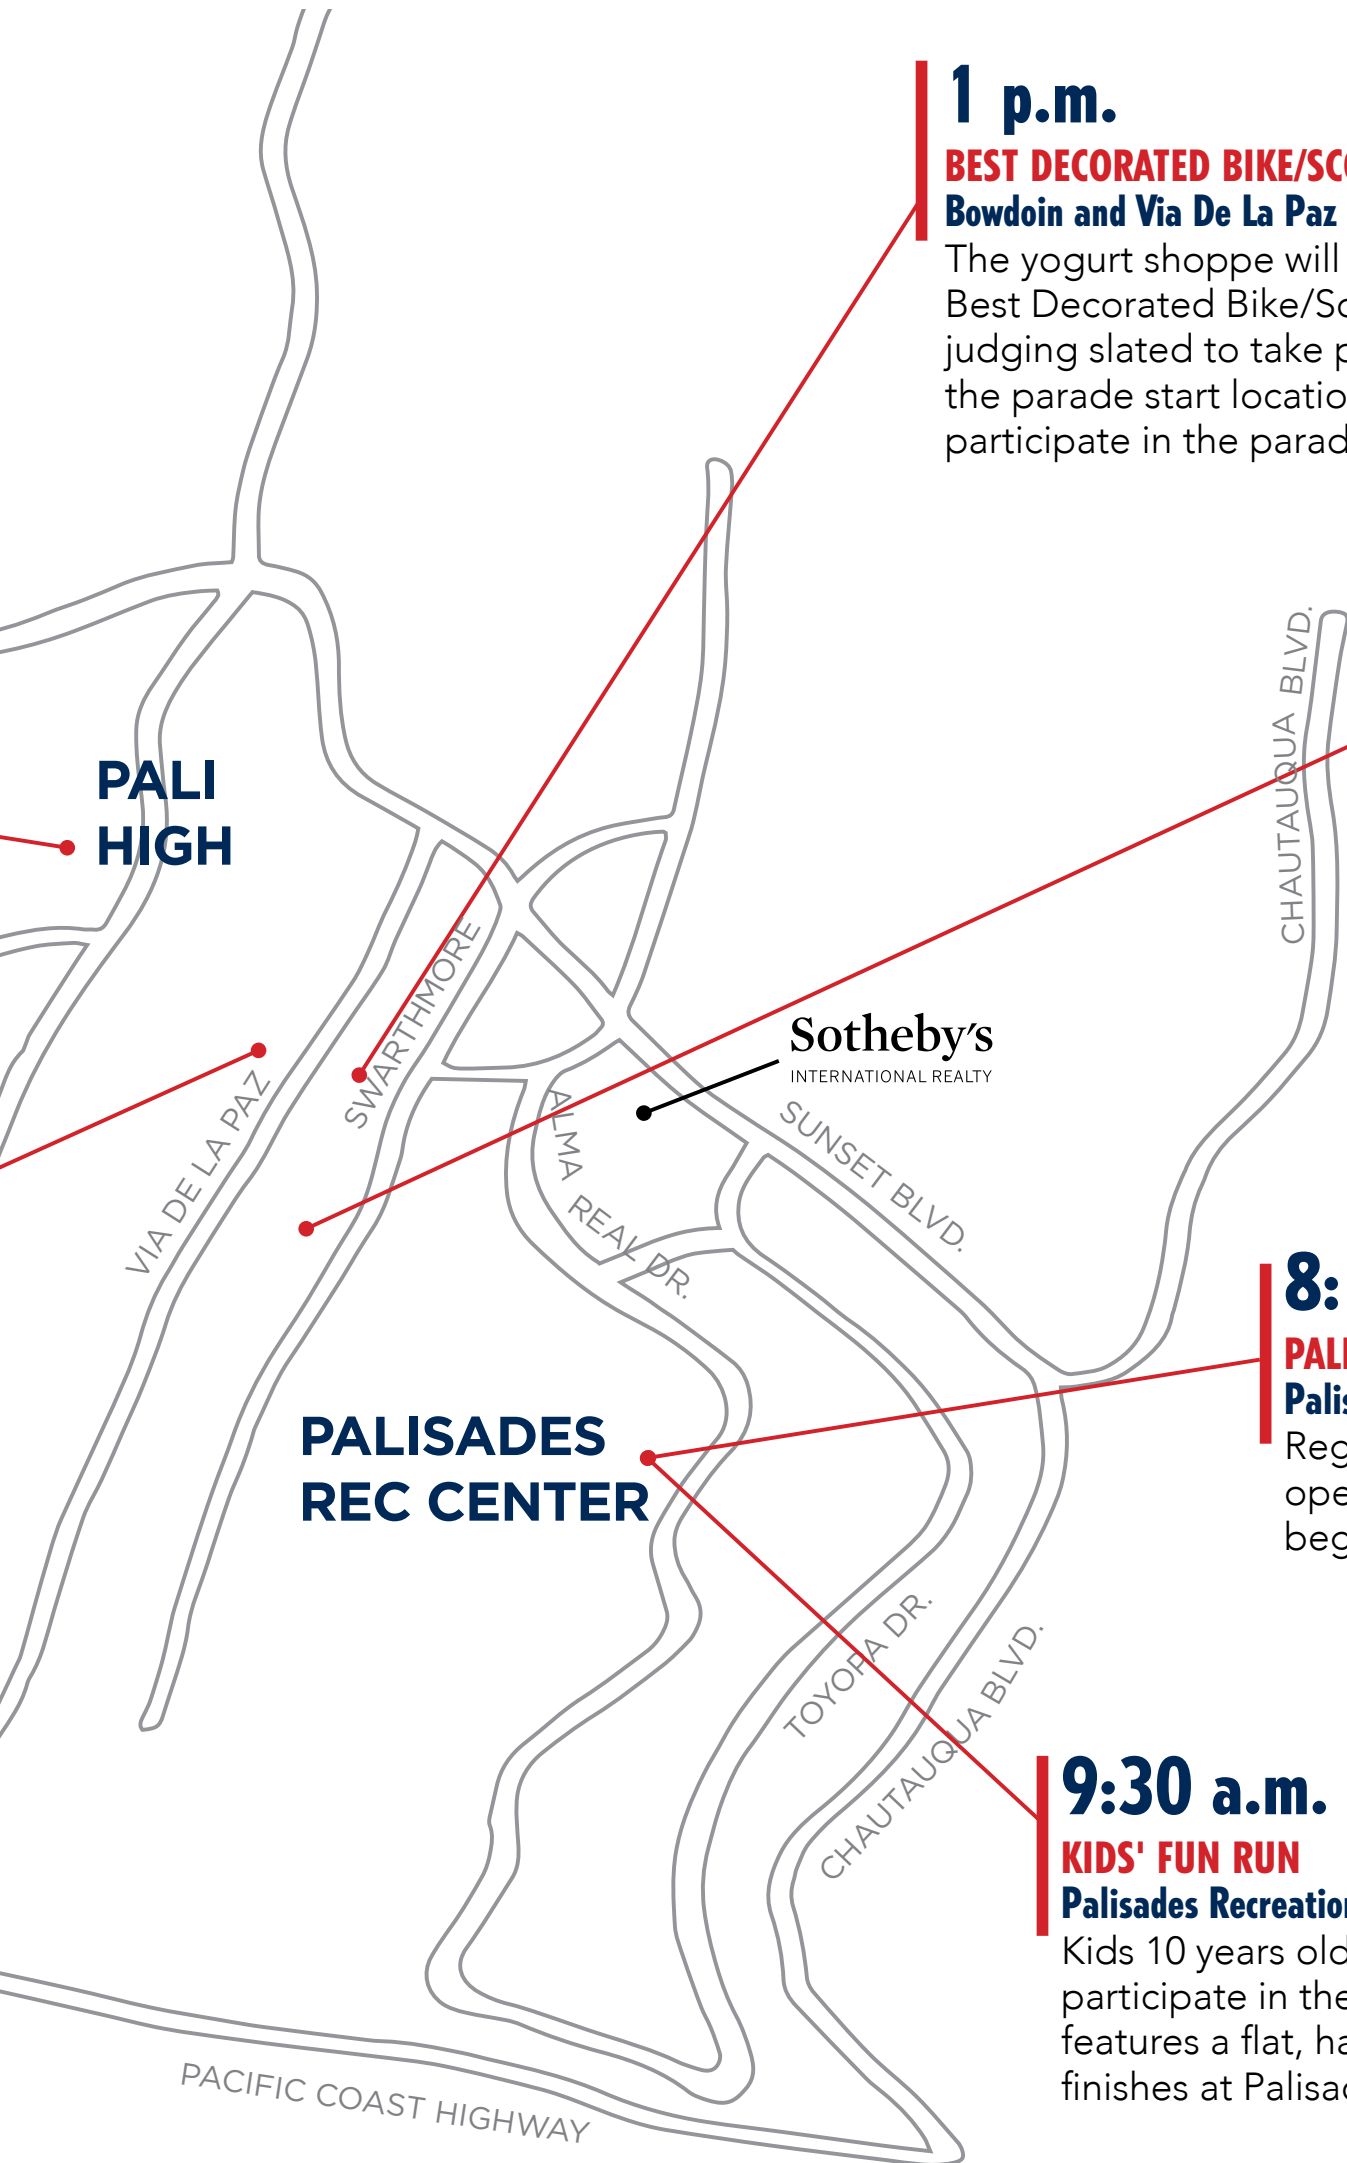 1 p.m.
BEST DECORATED BIKE/SC
Bowdoin and Via De La Paz
The yogurt shoppe will
Best Decorated Bike/Sc
judging slated to take p
the parade start locatio
participate in the parad
CHAUTAUQUA BLVD.
PALI
HIGH
SWARTHMORE
Sotheby's
INTERNATIONAL REALTY
VIA DE LA PAZ
ALMA REAL DR.
SUNSET BLVD.
8:
PALI
Palis
Reg
ope
beg
PALISADES
REC CENTER
TOYOPA DR.
CHAUTAUQUA BLVD.
9:30 a.m.
KIDS' FUN RUN
Palisades Recreation
Kids 10 years old
participate in the
features a flat, ha
finishes at Palisad
PACIFIC COAST HIGHWAY